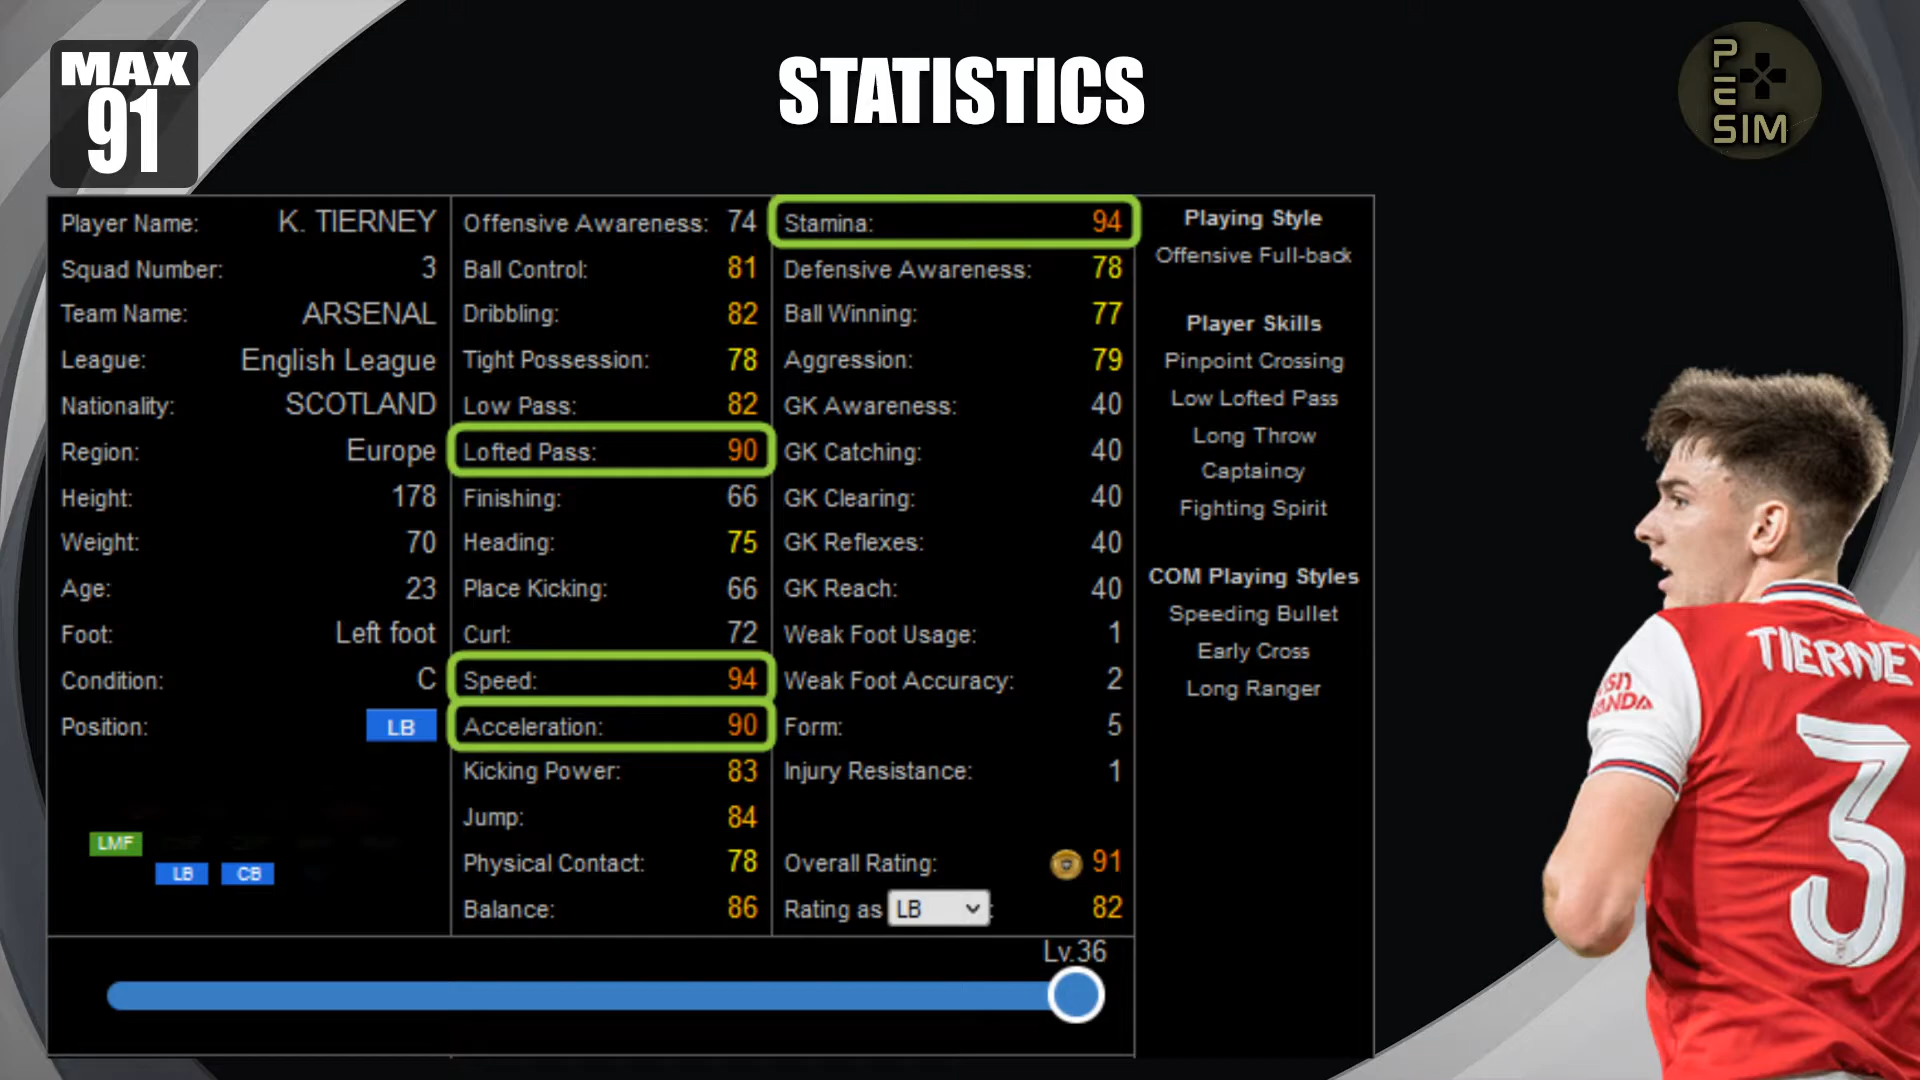 MAX
91
STATISTICS
PE SIM
Player Name: K. TIERNEY
Squad Number: 3
Team Name: ARSENAL
League: English League
Nationality: SCOTLAND
Region: Europe
Height: 178
Weight: 70
Age: 23
Foot: Left foot
Condition: C
Position: LB
LMF
LB CB
Offensive Awareness: 74
Ball Control: 81
Dribbling: 82
Tight Possession: 78
Low Pass: 82
Lofted Pass: 90
Finishing: 66
Heading: 75
Place Kicking: 66
Curl: 72
Speed: 94
Acceleration: 90
Kicking Power: 83
Jump: 84
Physical Contact: 78
Balance: 86
Stamina: 94
Defensive Awareness: 78
Ball Winning: 77
Aggression: 79
GK Awareness: 40
GK Catching: 40
GK Clearing: 40
GK Reflexes: 40
GK Reach: 40
Weak Foot Usage: 1
Weak Foot Accuracy: 2
Form: 5
Injury Resistance: 1
Overall Rating: 91
Rating as LB : 82
Lv.36
Playing Style
Offensive Full-back
Player Skills
Pinpoint Crossing
Low Lofted Pass
Long Throw
Captaincy
Fighting Spirit
COM Playing Styles
Speeding Bullet
Early Cross
Long Ranger
TIERNEY
3